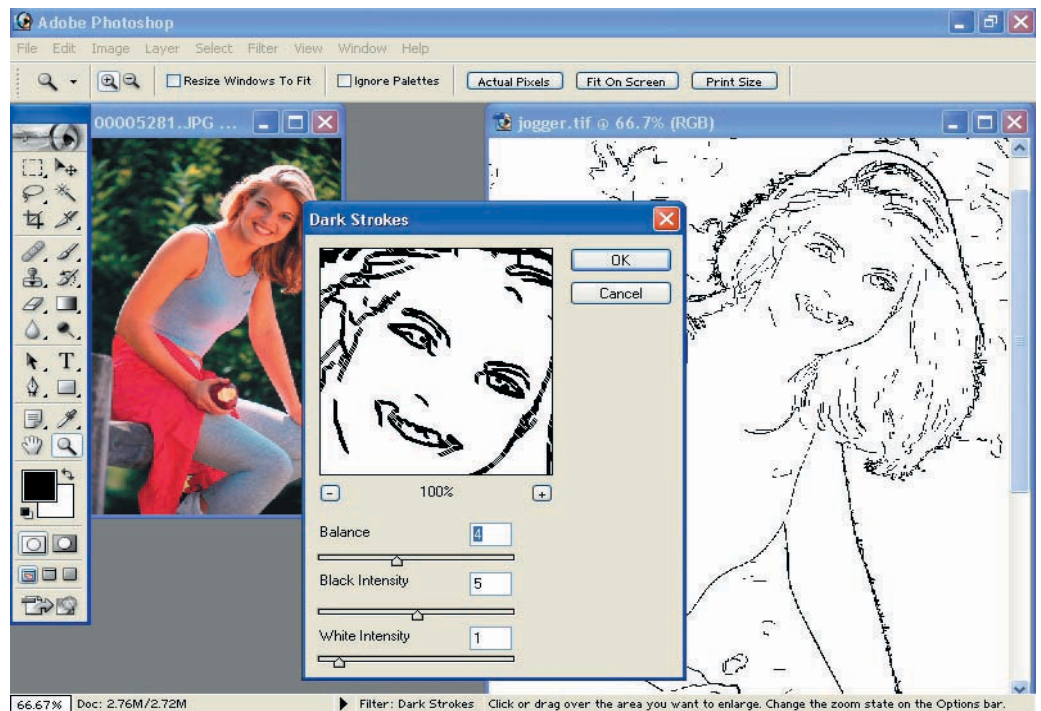 Adobe Photoshop
File Edit Image Layer Select Filter View Window Help
Resize Windows To Fit Ignore Palettes Actual Pixels Fit On Screen Print Size
00005281.JPG ...
jogger.tif @ 66.7% (RGB)
Dark Strokes
OK
Cancel
100%
Balance 4
Black Intensity 5
White Intensity 1
T
66.67% Doc: 2.76M/2.72M Filter: Dark Strokes Click or drag over the area you want to enlarge. Change the zoom state on the Options bar.